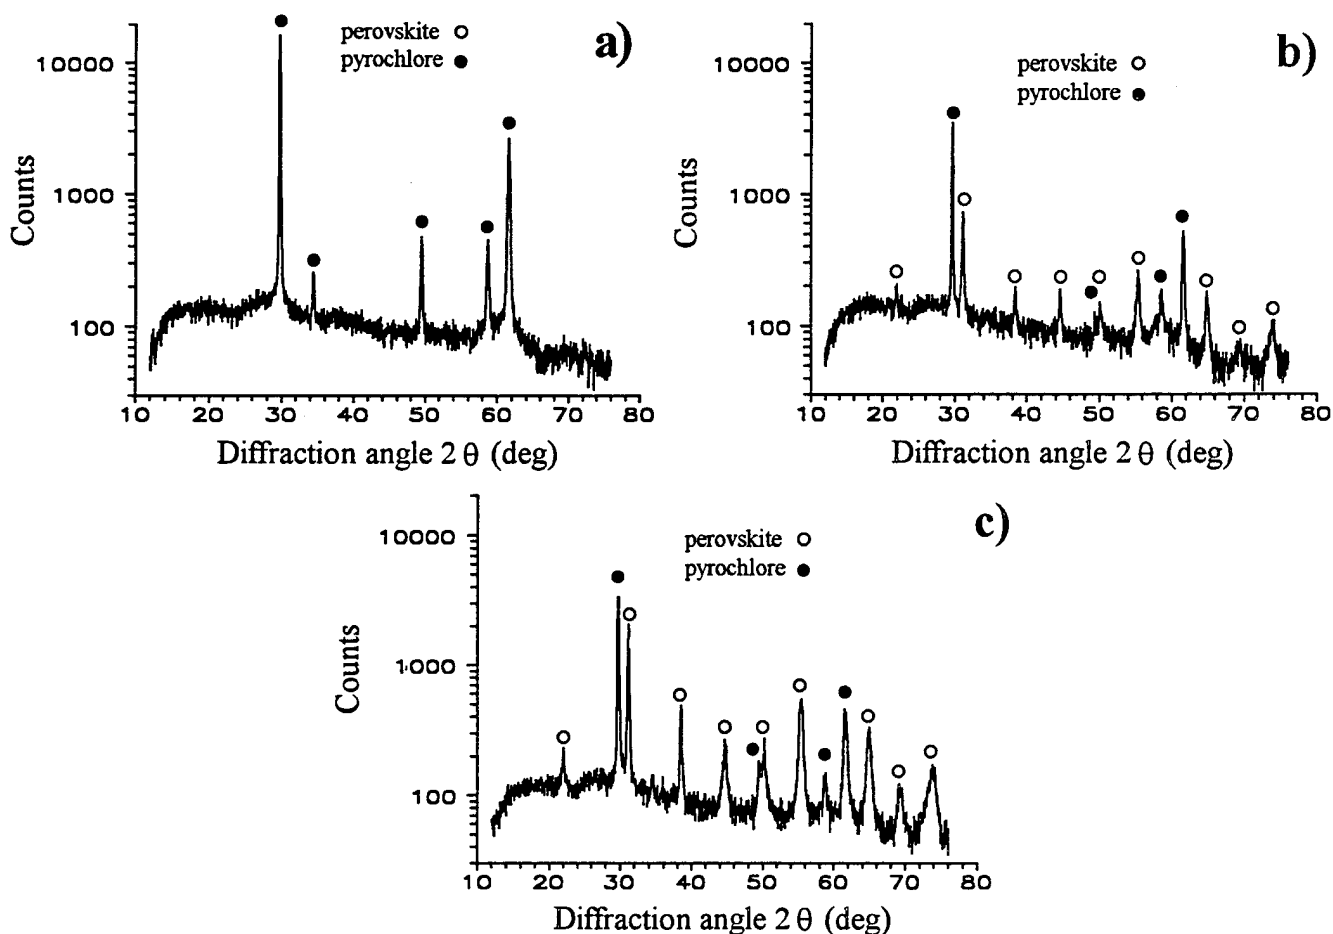 a)
perovskite
pyrochlore
10000
1000
100
Counts
10 20 30 40 50 60 70 80
Diffraction angle 2 θ (deg)
b)
perovskite
pyrochlore
10000
1000
100
Counts
10 20 30 40 50 60 70 80
Diffraction angle 2 θ (deg)
c)
perovskite
pyrochlore
10000
1000
100
Counts
10 20 30 40 50 60 70 80
Diffraction angle 2 θ (deg)